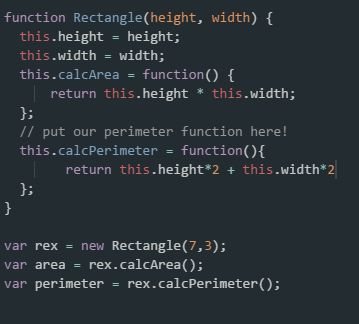 function Rectangle(height, width) {
  this.height = height;
  this.width = width;
  this.calcArea = function() {
      return this.height * this.width;
  };
  // put our perimeter function here!
  this.calcPerimeter = function(){
        return this.height*2 + this.width*2
  };
}

var rex = new Rectangle(7,3);
var area = rex.calcArea();
var perimeter = rex.calcPerimeter();